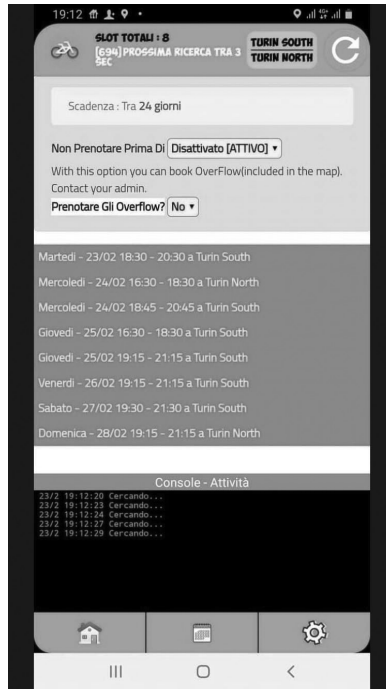 19:12
SLOT TOTALI : 8
[694] PROSSIMA RICERCA TRA 3
SEC
TURIN SOUTH
TURIN NORTH
Scadenza : Tra 24 giorni
Non Prenotare Prima Di Disattivato [ATTIVO]
With this option you can book OverFlow(included in the map).
Contact your admin.
Prenotare Gli Overflow? No
Martedi - 23/02 18:30 - 20:30 a Turin South
Mercoledi - 24/02 16:30 - 18:30 a Turin North
Mercoledi - 24/02 18:45 - 20:45 a Turin South
Giovedi - 25/02 16:30 - 18:30 a Turin South
Giovedi - 25/02 19:15 - 21:15 a Turin South
Venerdi - 26/02 19:15 - 21:15 a Turin South
Sabato - 27/02 19:30 - 21:30 a Turin South
Domenica - 28/02 19:15 - 21:15 a Turin North
Console - Attività
23/2 19:12:20 Cercando...
23/2 19:12:23 Cercando...
23/2 19:12:24 Cercando...
23/2 19:12:27 Cercando...
23/2 19:12:29 Cercando...